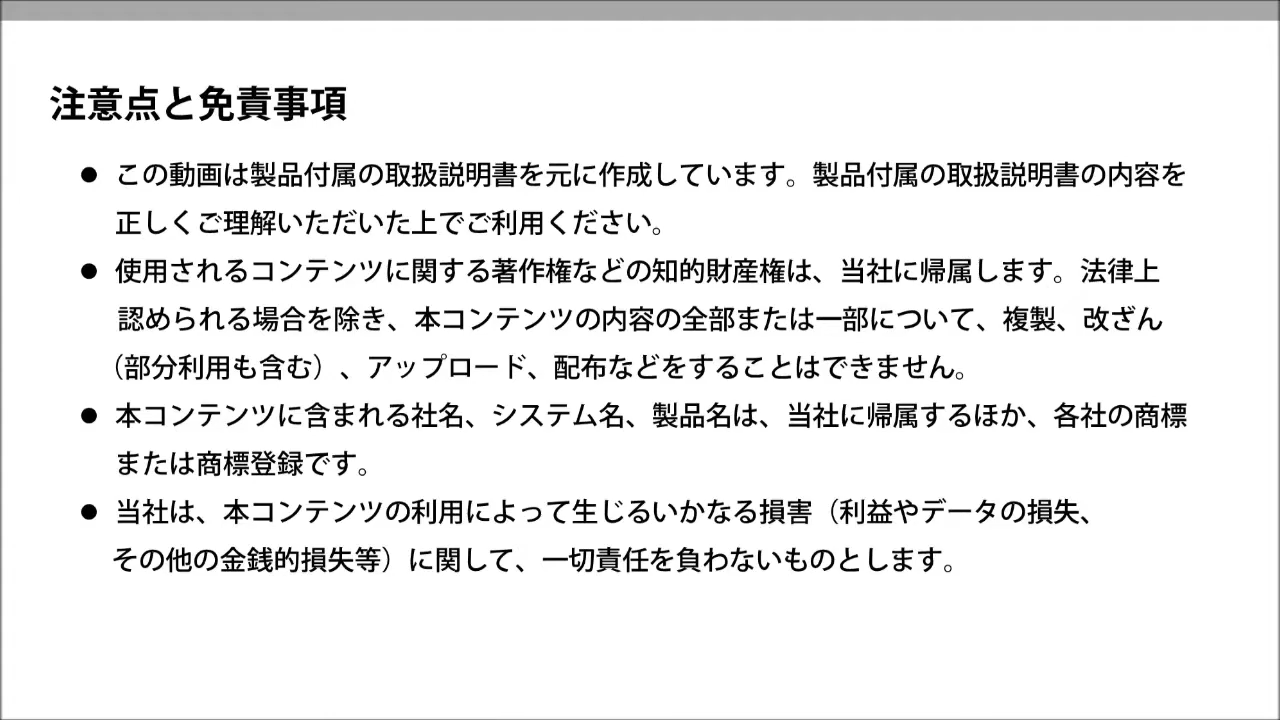 注意点と免責事項
● この動画は製品付属の取扱説明書を元に作成しています。製品付属の取扱説明書の内容を
正しくご理解いただいた上でご利用ください。
● 使用されるコンテンツに関する著作権などの知的財産権は、当社に帰属します。法律上
認められる場合を除き、本コンテンツの内容の全部または一部について、複製、改ざん
（部分利用も含む）、アップロード、配布などをすることはできません。
● 本コンテンツに含まれる社名、システム名、製品名は、当社に帰属するほか、各社の商標
または商標登録です。
● 当社は、本コンテンツの利用によって生じるいかなる損害（利益やデータの損失、
その他の金銭的損失等）に関して、一切責任を負わないものとします。